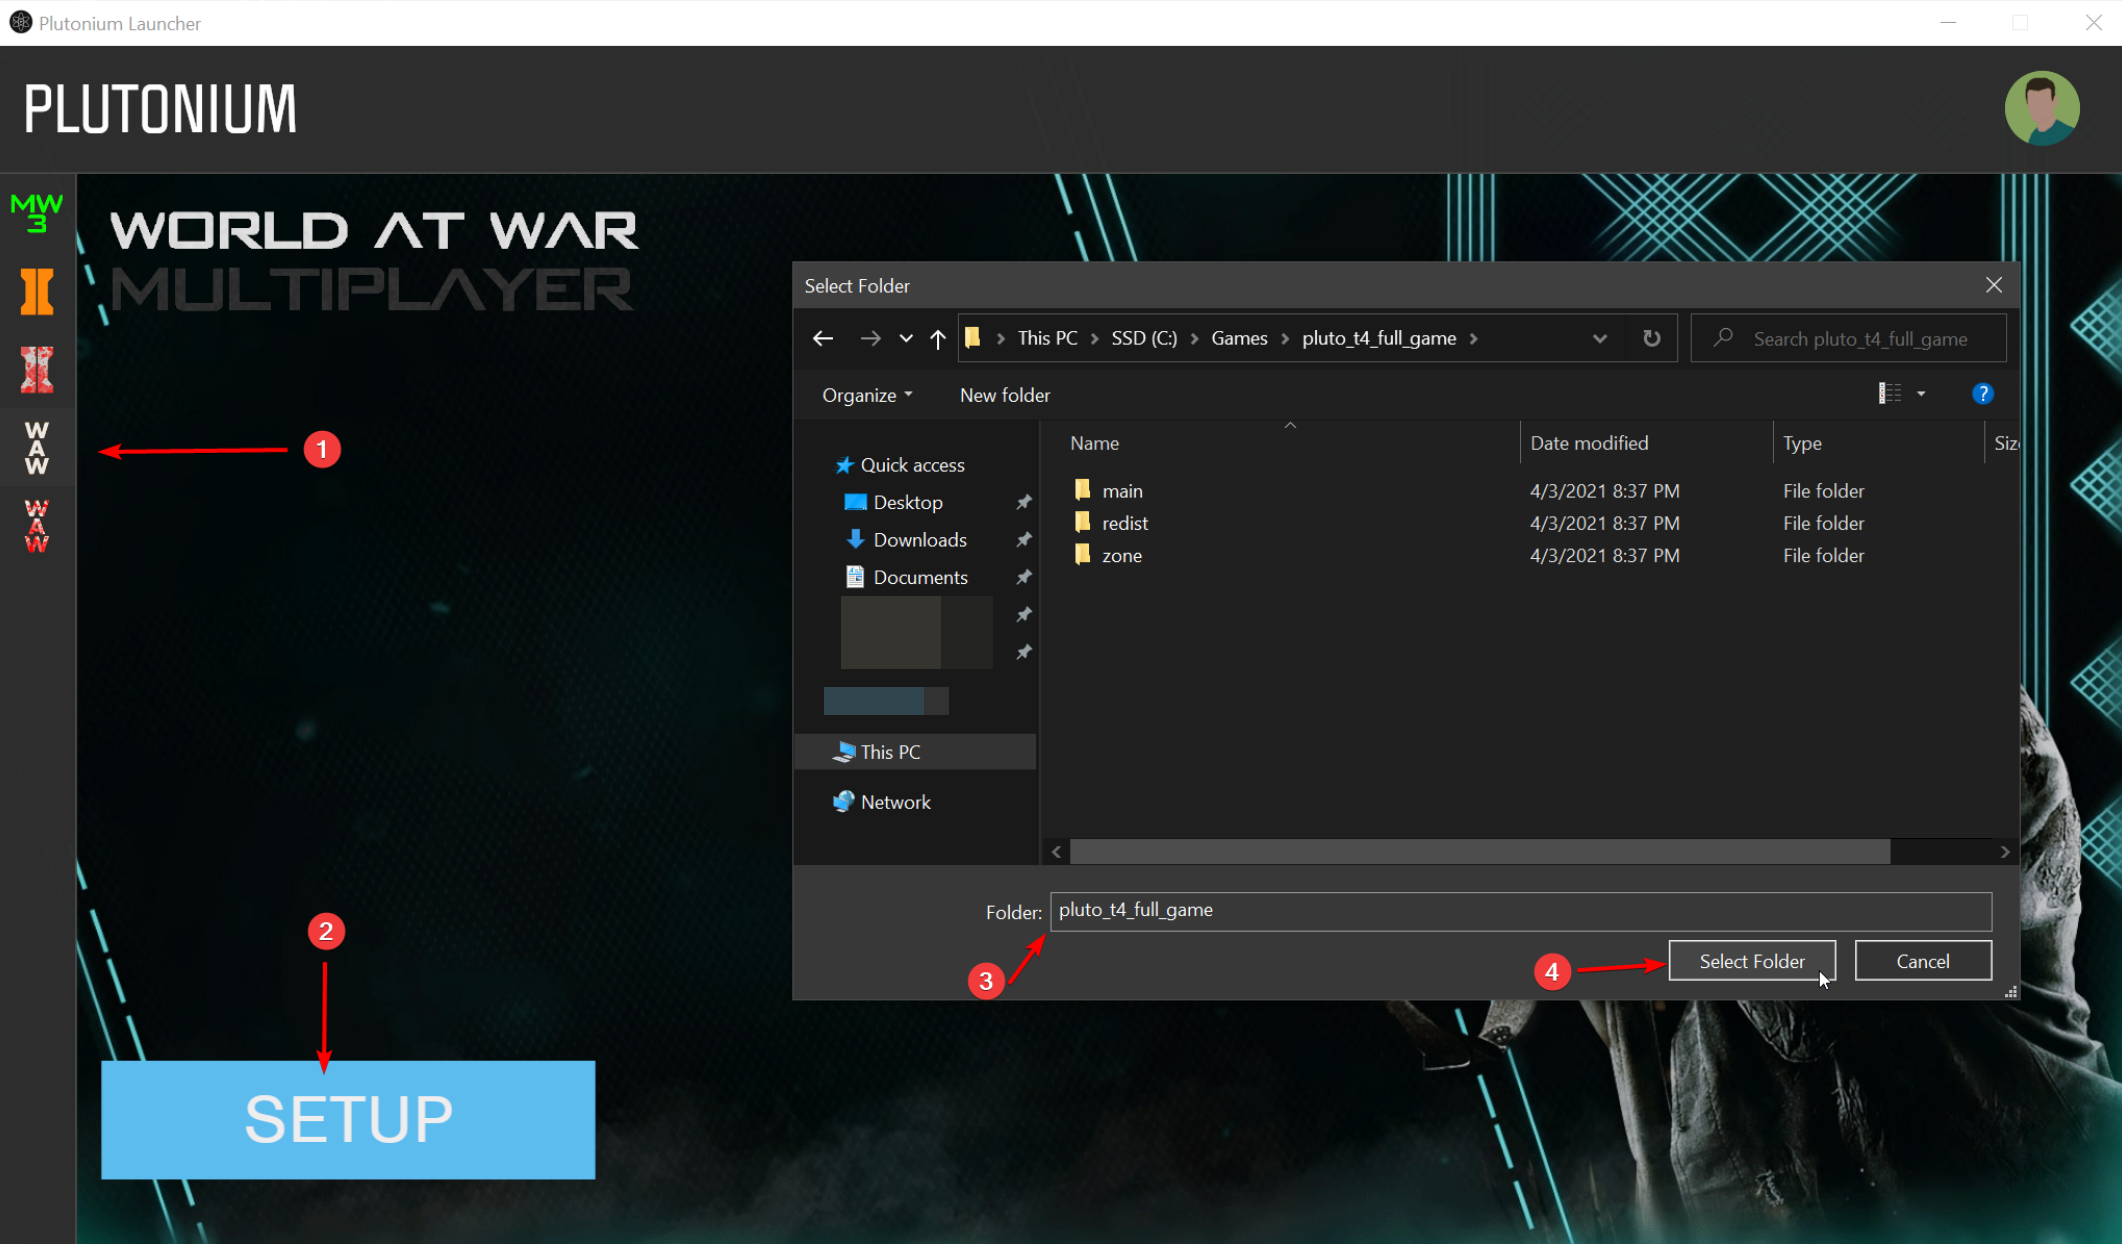 Plutonium Launcher
PLUTONIUM
MW
3
WORLD AT WAR
MULTIPLAYER
W
A
W
1
W
A
W
2
SETUP
Select Folder
This PC > SSD (C:) > Games > pluto_t4_full_game >
Search pluto_t4_full_game
Organize
New folder
?
Name
Date modified
Type
Siz
Quick access
Desktop
Downloads
Documents
This PC
Network
main 4/3/2021 8:37 PM File folder
redist 4/3/2021 8:37 PM File folder
zone 4/3/2021 8:37 PM File folder
Folder: pluto_t4_full_game
3
4
Select Folder
Cancel